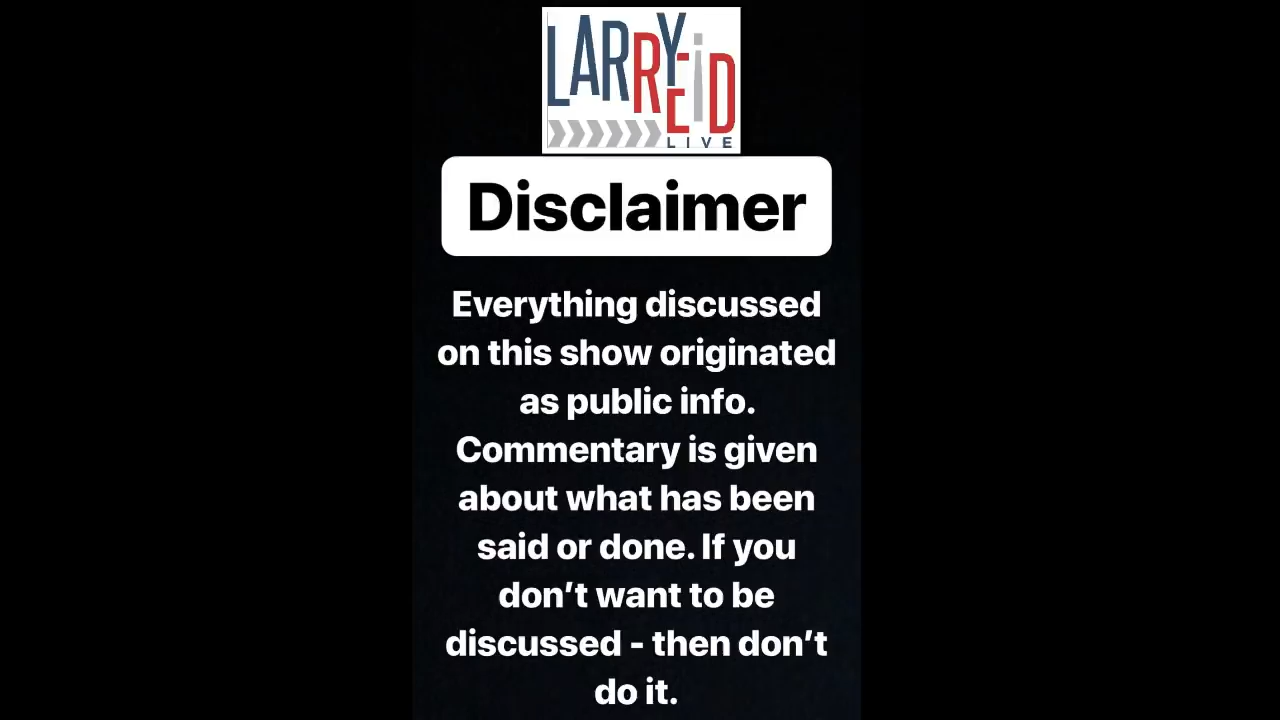 LARRY REID
LIVE
Disclaimer
Everything discussed
on this show originated
as public info.
Commentary is given
about what has been
said or done. If you
don’t want to be
discussed - then don’t
do it.